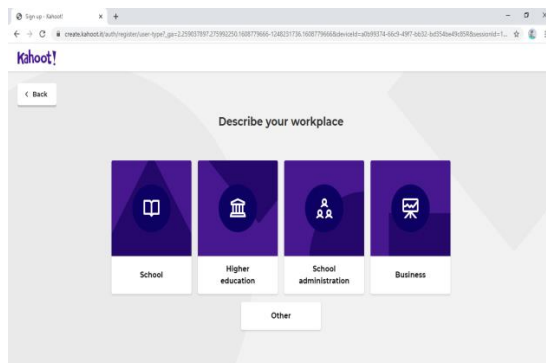 Sign up - Kahoot!
Kahoot!
Back
Describe your workplace
School
Higher
education
School
administration
Business
Other